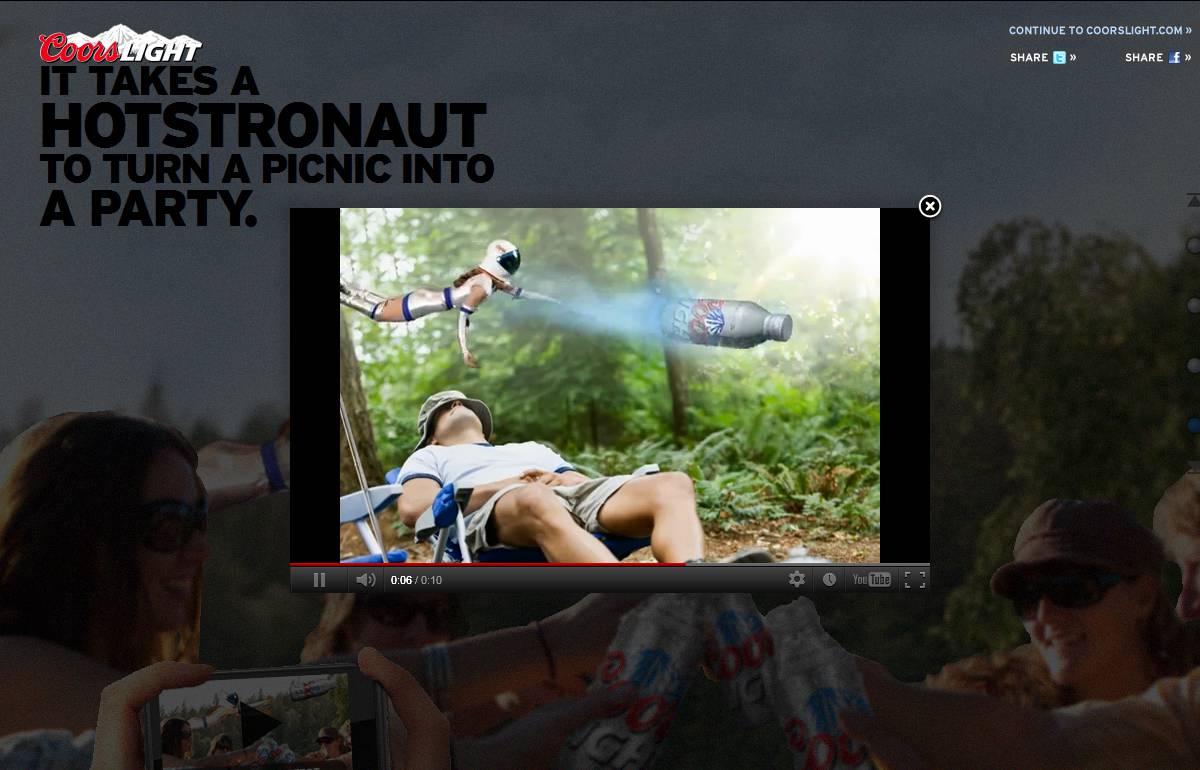 Coors LIGHT
CONTINUE TO COORSLIGHT.COM »
SHARE »
SHARE f »
IT TAKES A
HOTSTRONAUT
TO TURN A PICNIC INTO
A PARTY.
0:06 / 0:10
YouTube